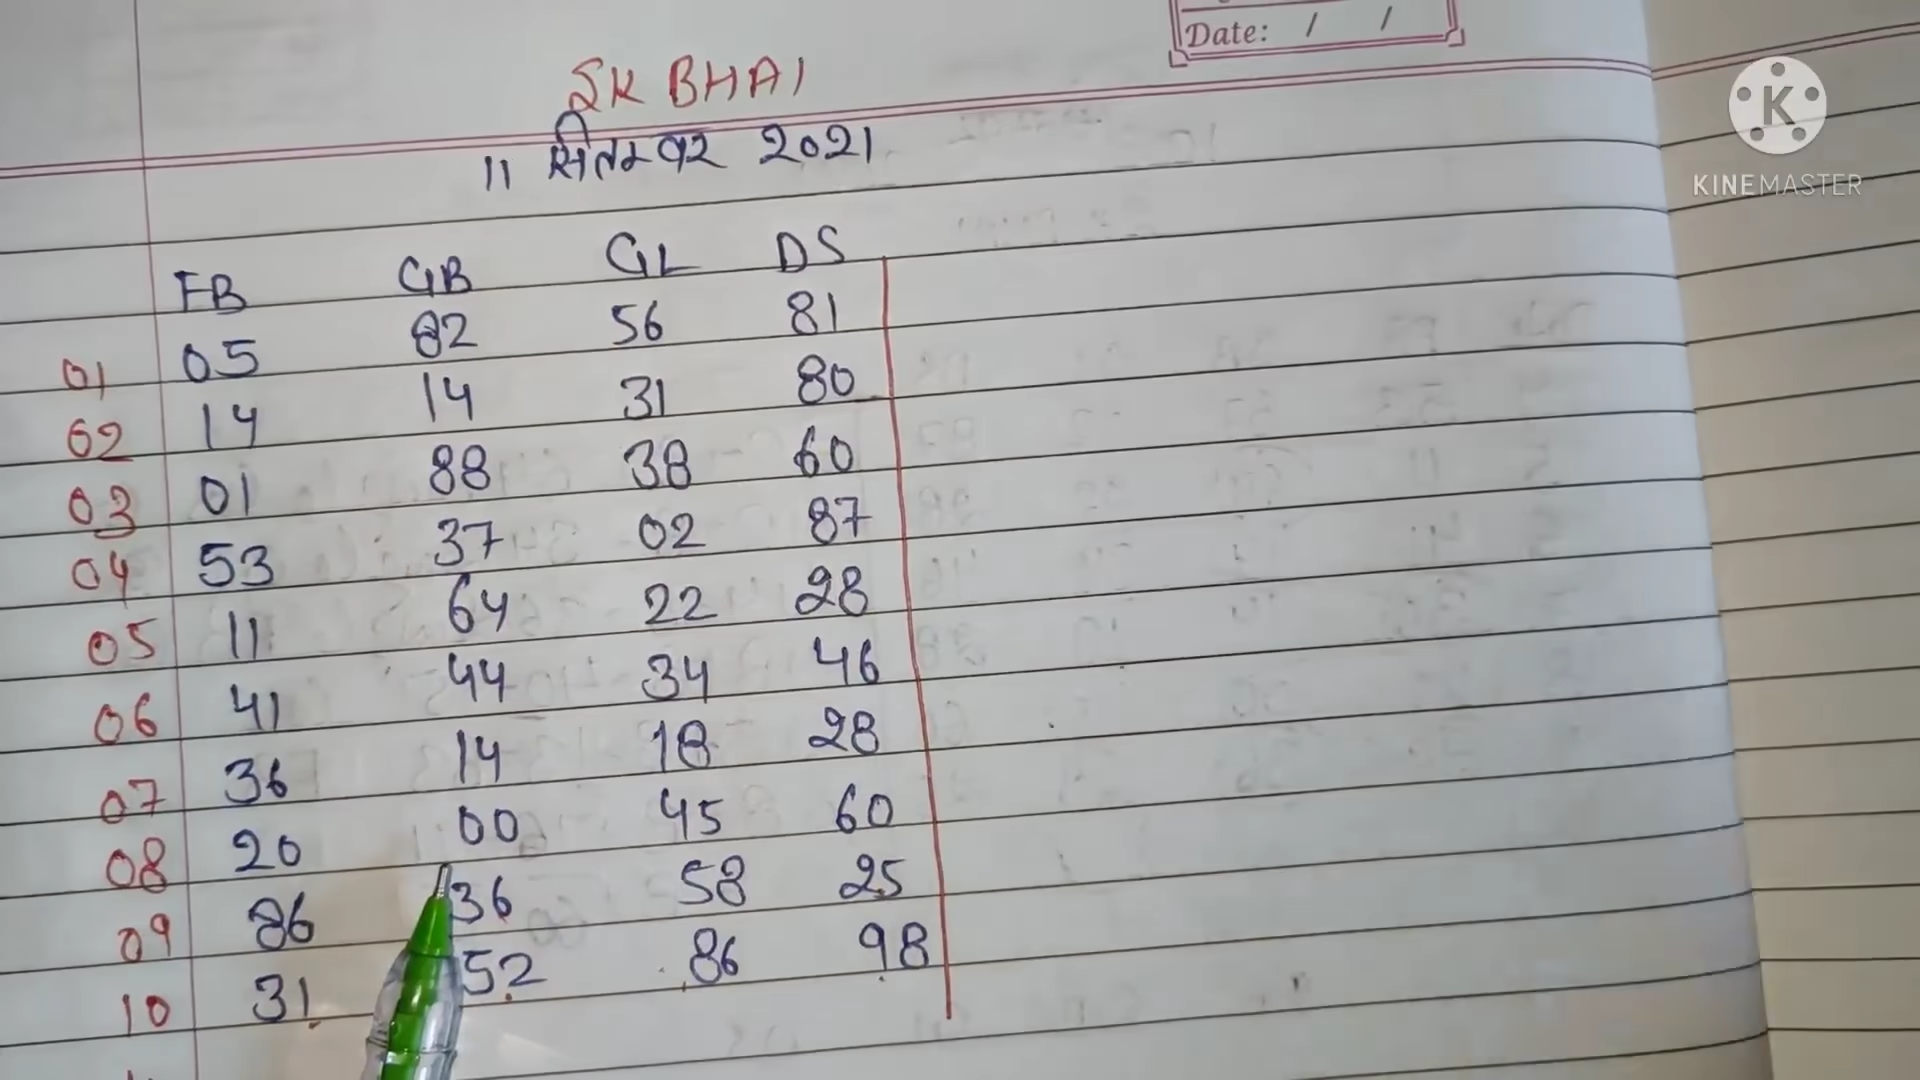 Date: / /
SK BHAI
11 सितम्बर 2021
FB GB GL DS
01 05 82 56 81
02 14 14 31 80
03 01 88 38 60
04 53 37 02 87
05 11 64 22 28
06 41 44 34 46
07 36 14 18 28
08 20 00 45 60
09 86 36 58 25
10 31 52 86 98
K
KINEMASTER